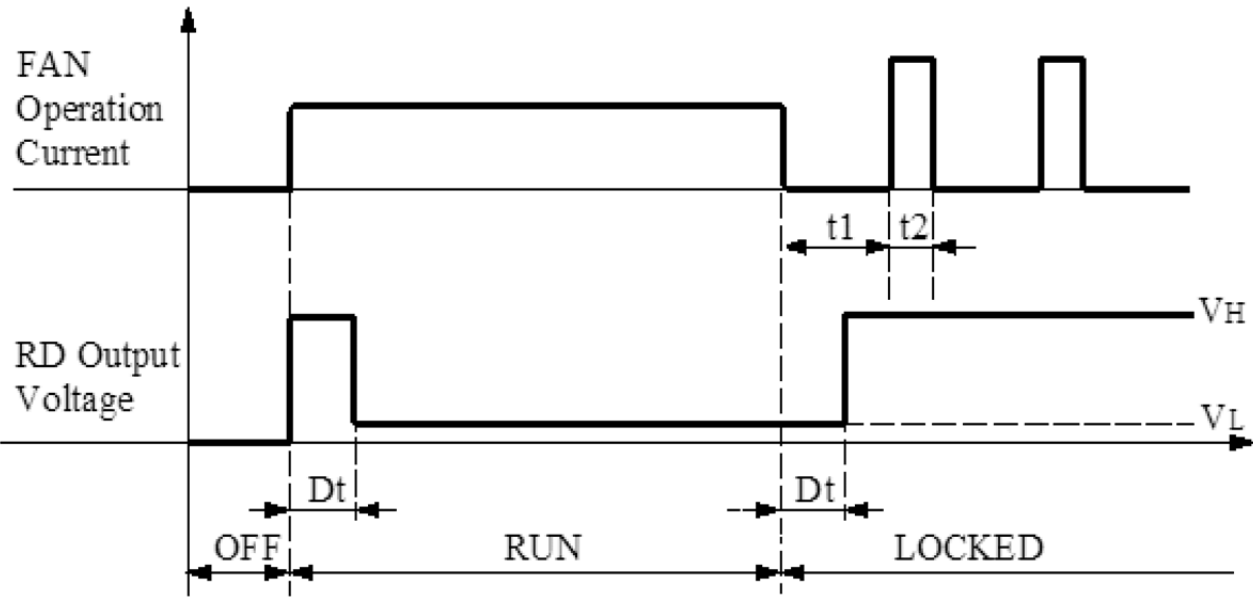 FAN
Operation
Current
t1
t2
VH
RD Output
Voltage
VL
Dt
Dt
OFF
RUN
LOCKED